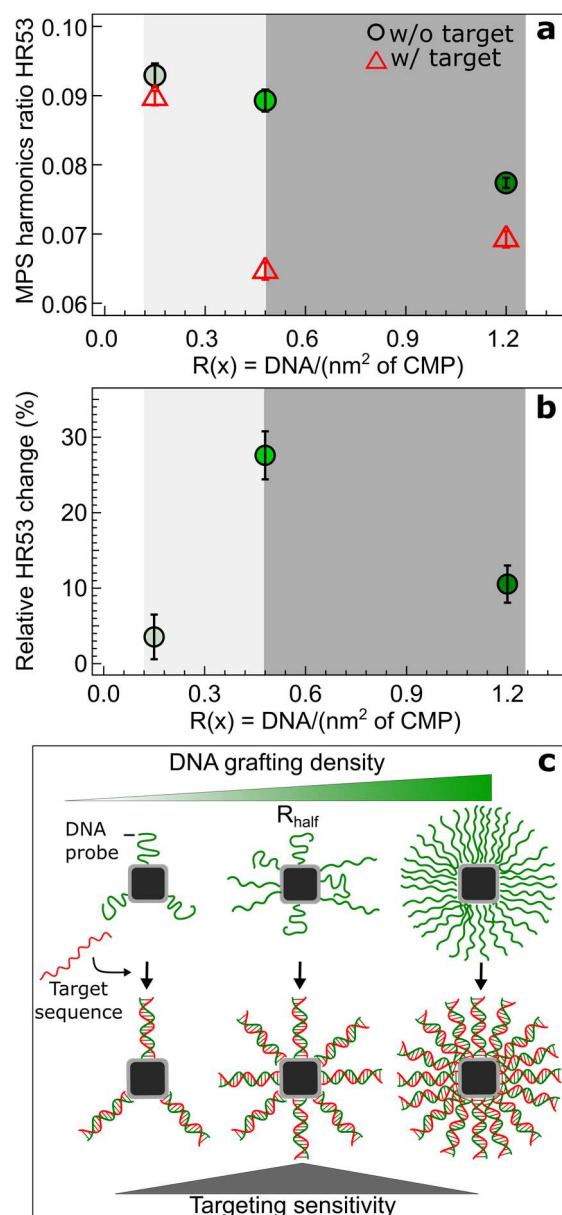 a
w/o target
w/ target
MPS harmonics ratio HR53
0.10
0.09
0.08
0.07
0.06
0.0 0.3 0.6 0.9 1.2
R(x) = DNA/(nm² of CMP)
b
Relative HR53 change (%)
30
20
10
0
0.0 0.3 0.6 0.9 1.2
R(x) = DNA/(nm² of CMP)
c
DNA grafting density
R_half
DNA
probe
Target
sequence
Targeting sensitivity